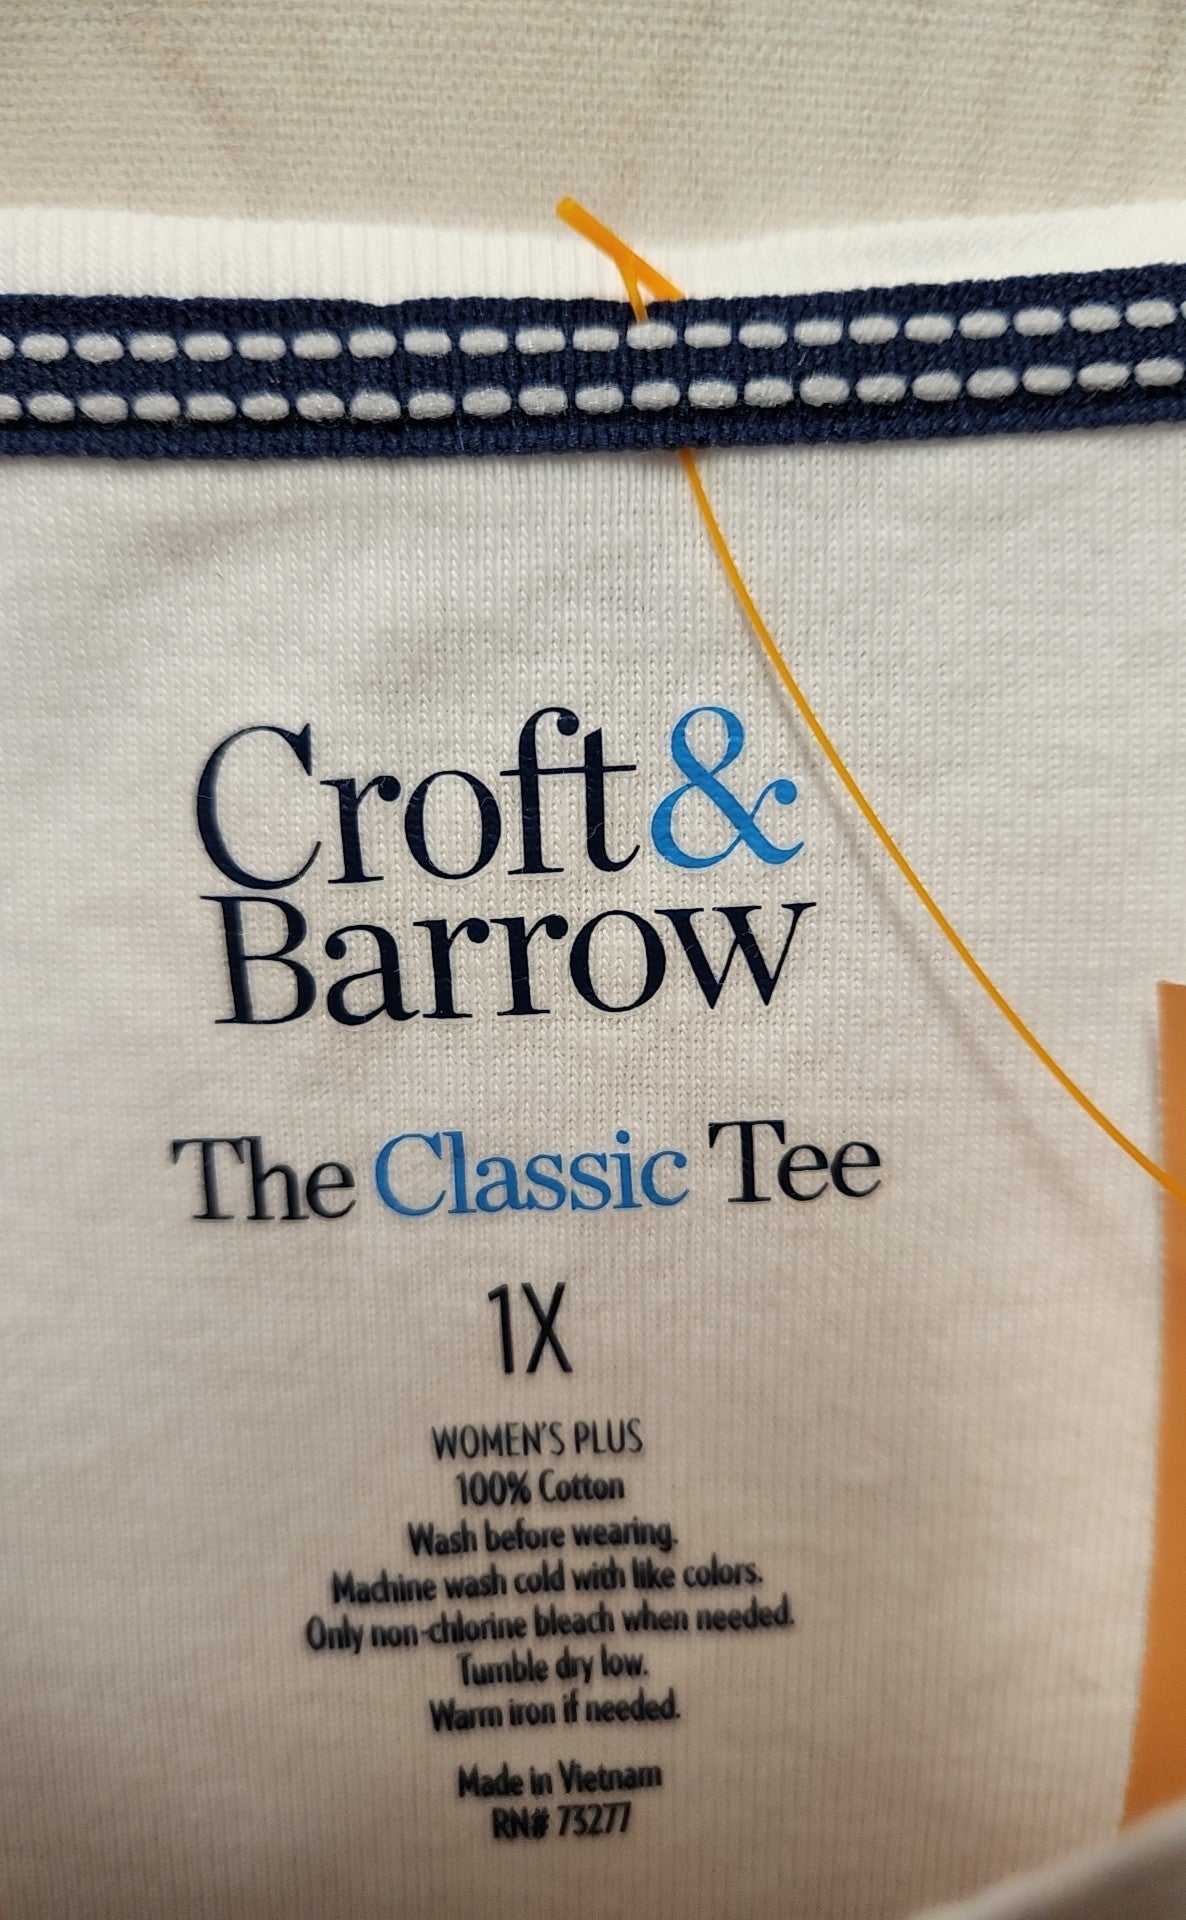 Croft &
Barrow
The Classic Tee
1X
WOMEN'S PLUS
100% Cotton
Wash before wearing.
Machine wash cold with like colors.
Only non-chlorine bleach when needed.
Tumble dry low.
Warm iron if needed.
Made in Vietnam
RN# 73277